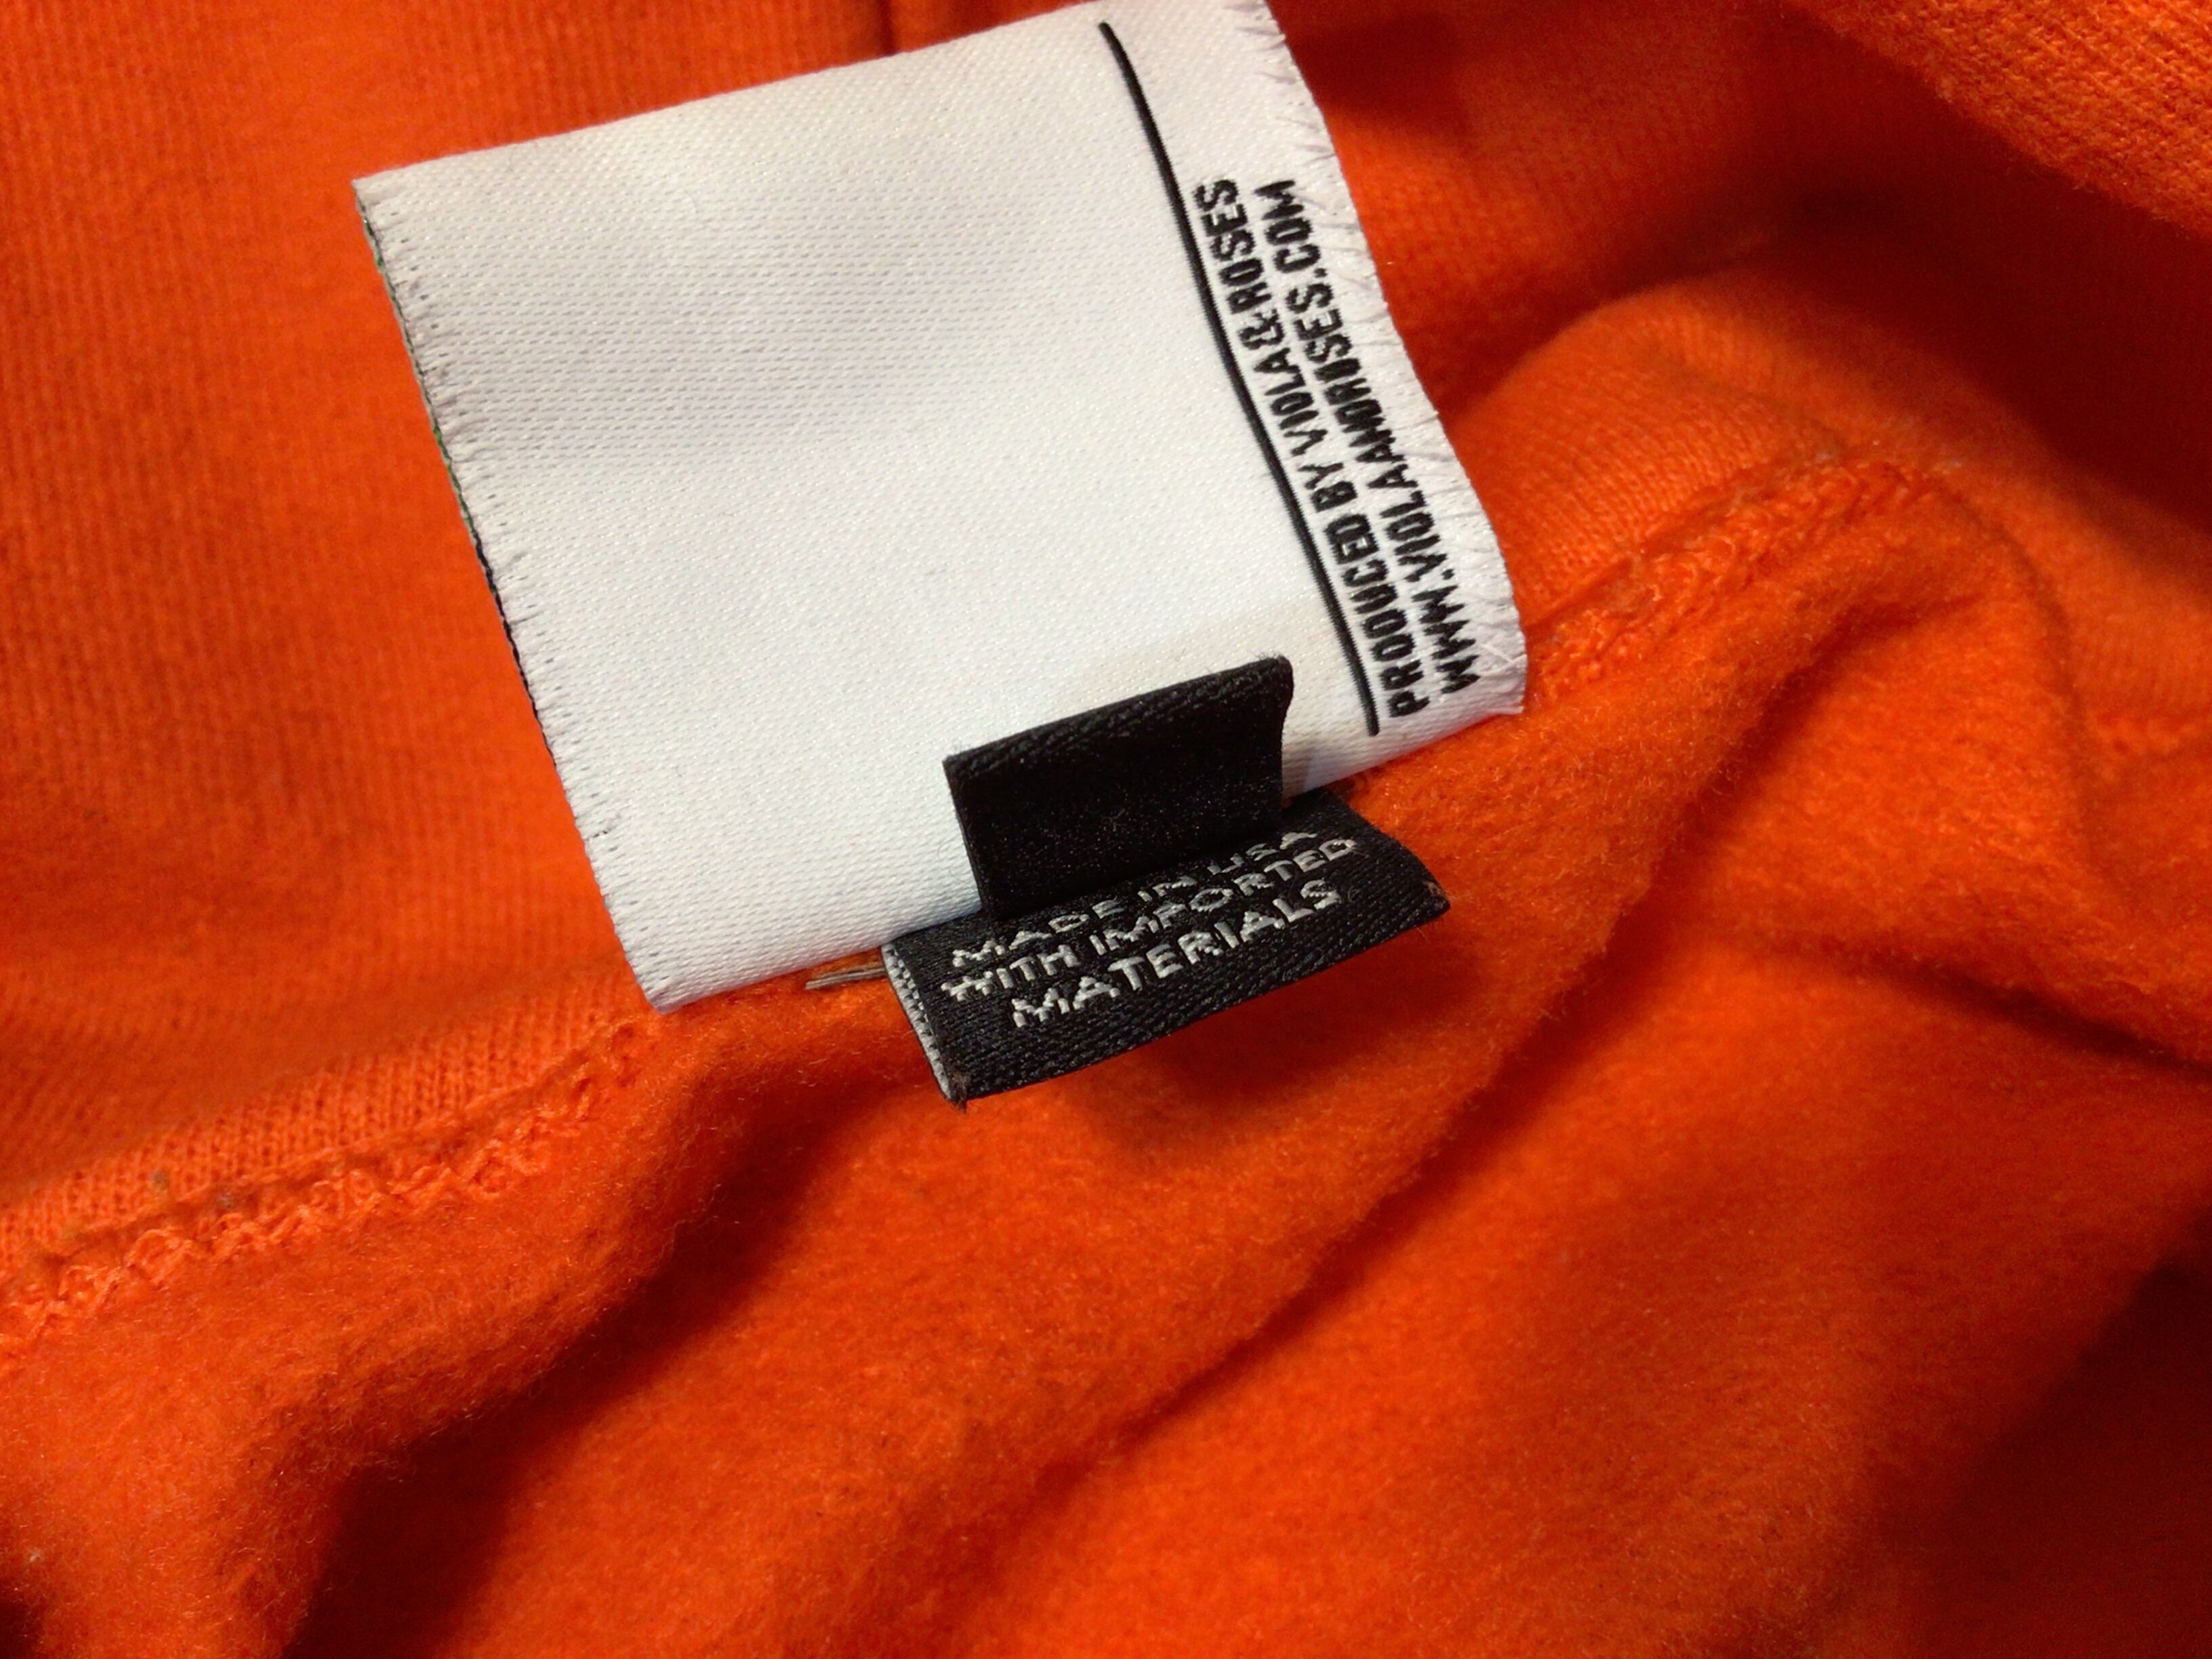 PRODUCED BY VIOLA & ROSES
WWW.VIOLAANDROSES.COM
MADE IN USA
WITH IMPORTED
MATERIALS